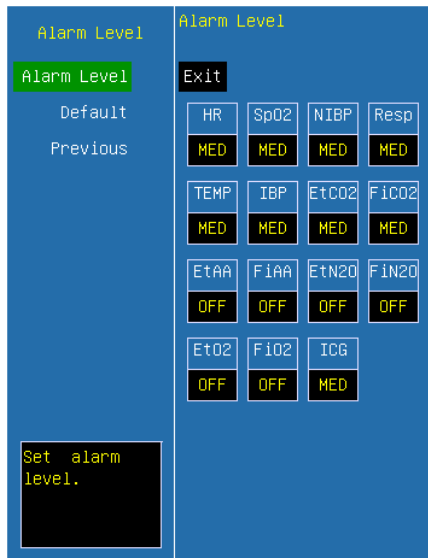 Alarm Level
Alarm Level
Default
Previous
Set alarm
level.
Alarm Level
Exit
HR SpO2 NIBP Resp
MED MED MED MED
TEMP IBP EtCO2 FiCO2
MED MED MED MED
EtAA FiAA EtN2O FiN2O
OFF OFF OFF OFF
EtO2 FiO2 ICG
OFF OFF MED